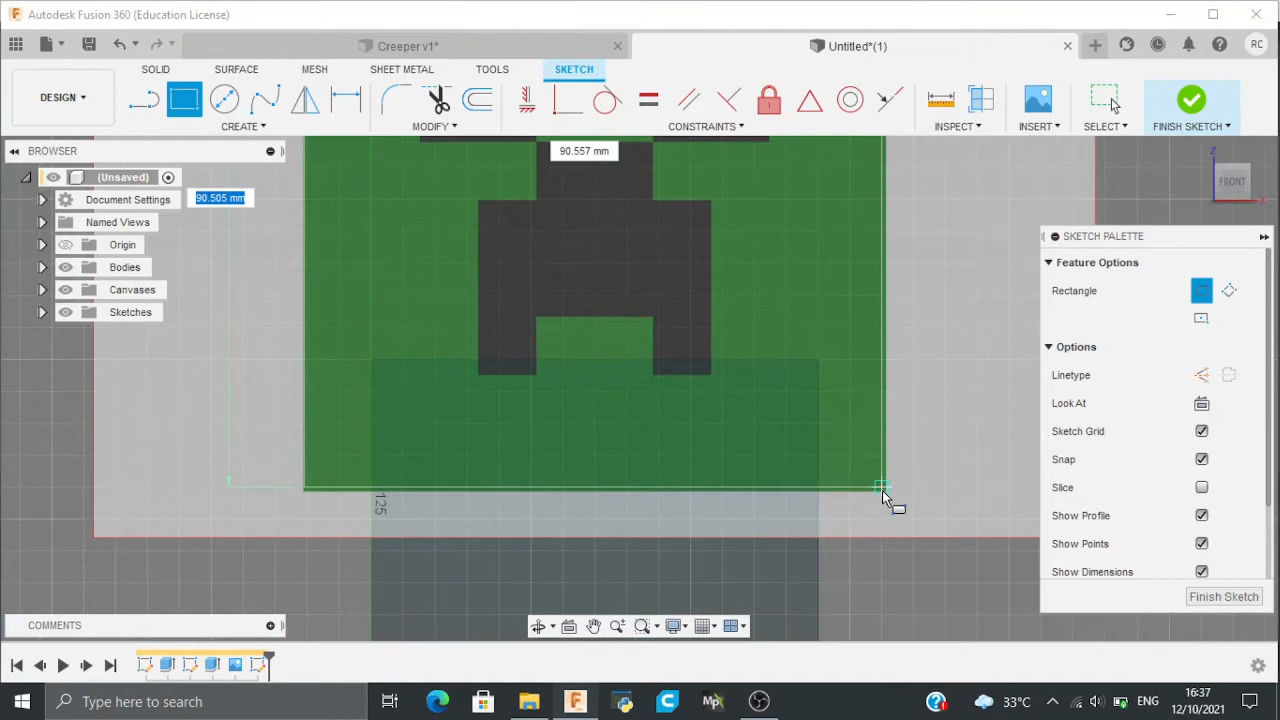 Autodesk Fusion 360 (Education License)
Creeper v1*
Untitled*(1)
RC
SOLID
SURFACE
MESH
SHEET METAL
TOOLS
SKETCH
DESIGN
CREATE
MODIFY
CONSTRAINTS
INSPECT
INSERT
SELECT
FINISH SKETCH
BROWSER
90.557 mm
(Unsaved)
Document Settings
90.505 mm
Named Views
Origin
Bodies
Canvases
Sketches
Z
FRONT
X
SKETCH PALETTE
Feature Options
Rectangle
Options
Linetype
Look At
Sketch Grid
Snap
Slice
Show Profile
Show Points
Show Dimensions
Finish Sketch
125
COMMENTS
Type here to search
Mp
33°C
ENG
16:37
12/10/2021